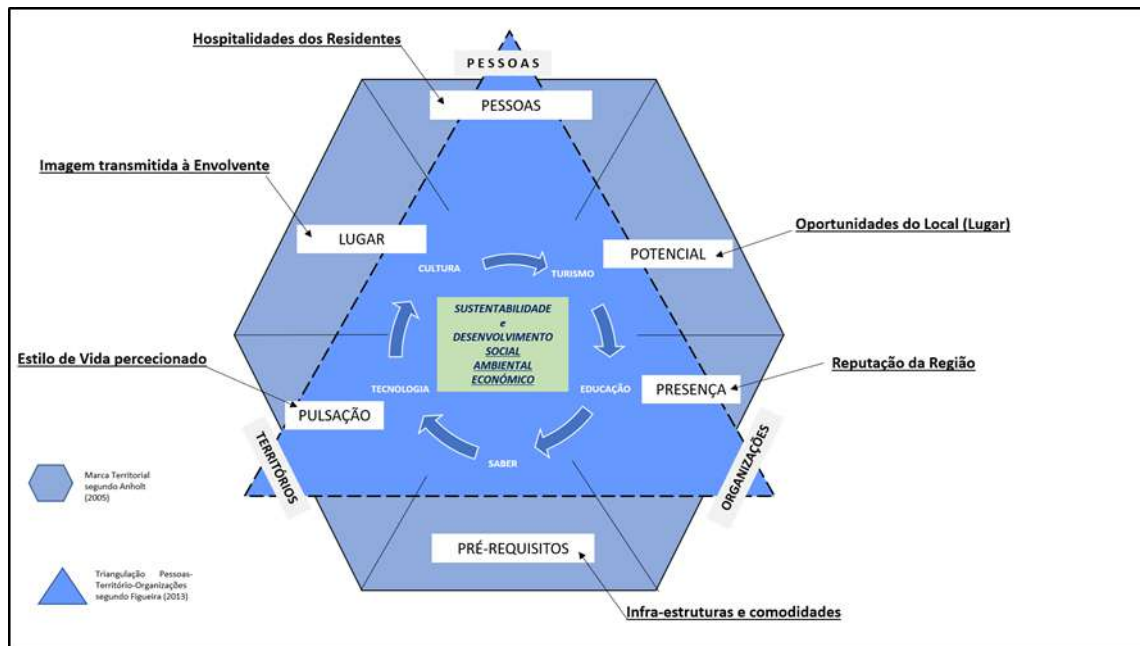 Hospitalidades dos Residentes
PESSOAS
PESSOAS
Imagem transmitida à Envolvente
LUGAR
Oportunidades do Local (Lugar)
POTENCIAL
CULTURA
TURISMO
SUSTENTABILIDADE
e
DESENVOLVIMENTO
SOCIAL
AMBIENTAL
ECONÓMICO
Estilo de Vida percecionado
Reputação da Região
TECNOLOGIA
EDUCAÇÃO
PRESENÇA
PULSAÇÃO
SABER
TERRITÓRIOS
ORGANIZAÇÕES
Marca Territorial
segundo Anholt
(2005)
PRÉ-REQUISITOS
Triangulação Pessoas-
Território-Organizações
segundo Figueira (2013)
Infra-estruturas e comodidades